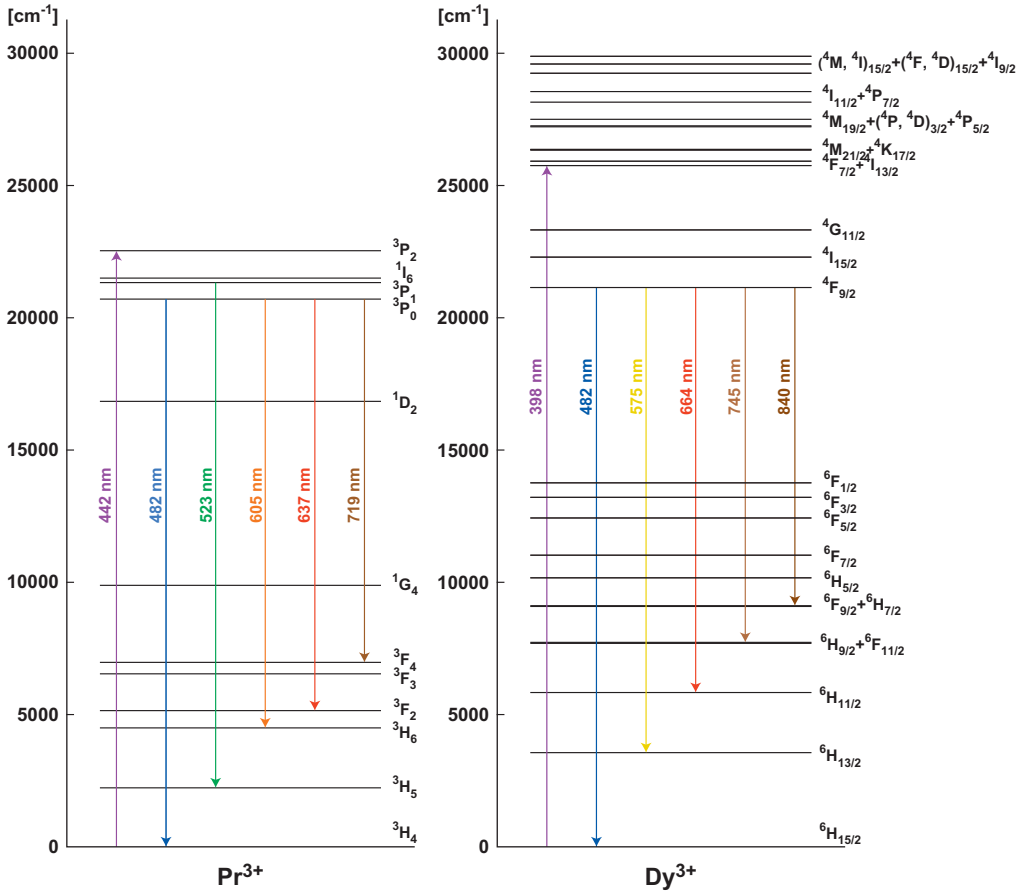 [cm⁻¹]
30000
25000
20000
15000
10000
5000
0
³P₂
¹I₆
³P₁
³P₀
¹D₂
¹G₄
³F₄
³F₃
³F₂
³H₆
³H₅
³H₄
442 nm
482 nm
523 nm
605 nm
637 nm
719 nm
Pr³⁺
[cm⁻¹]
30000
25000
20000
15000
10000
5000
0
(⁴M, ⁴I)₁₅/₂+(⁴F, ⁴D)₁₅/₂+⁴I₉/₂
⁴I₁₁/₂+⁴P₇/₂
⁴M₁₉/₂+(⁴P, ⁴D)₃/₂+⁴P₅/₂
⁴M₂₁/₂+⁴K₁₇/₂
⁴F₇/₂+⁴I₁₃/₂
⁴G₁₁/₂
⁴I₁₅/₂
⁴F₉/₂
⁶F₁/₂
⁶F₃/₂
⁶F₅/₂
⁶F₇/₂
⁶H₅/₂
⁶F₉/₂+⁶H₇/₂
⁶H₉/₂+⁶F₁₁/₂
⁶H₁₁/₂
⁶H₁₃/₂
⁶H₁₅/₂
398 nm
482 nm
575 nm
664 nm
745 nm
840 nm
Dy³⁺